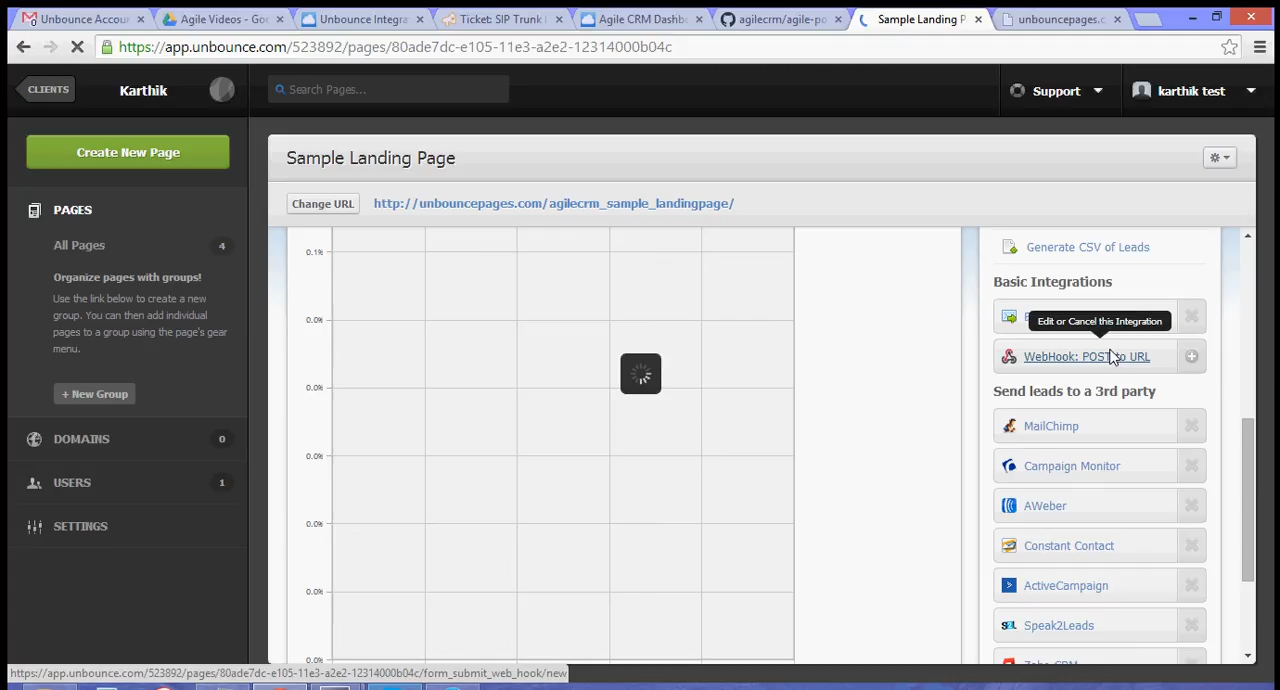 Unbounce Accou
Agile Videos - Goo
Unbounce Integra
Ticket: SIP Trunk
Agile CRM Dashb
agilecrm/agile-po
Sample Landing P
unbouncepages.c
https://app.unbounce.com/523892/pages/80ade7dc-e105-11e3-a2e2-12314000b04c
CLIENTS
Karthik
Search Pages...
Support
karthik test
Create New Page
Sample Landing Page
Change URL
http://unbouncepages.com/agilecrm_sample_landingpage/
PAGES
All Pages 4
Organize pages with groups!
Use the link below to create a new
group. You can then add individual
pages to a group using the page's gear
menu.
+ New Group
DOMAINS 0
USERS 1
SETTINGS
0.1%
0.0%
0.0%
0.0%
0.0%
0.0%
0.0%
Generate CSV of Leads
Basic Integrations
Edit or Cancel this Integration
WebHook: POST to URL
Send leads to a 3rd party
MailChimp
Campaign Monitor
AWeber
Constant Contact
ActiveCampaign
Speak2Leads
Zoho CRM
https://app.unbounce.com/523892/pages/80ade7dc-e105-11e3-a2e2-12314000b04c/form_submit_web_hook/new